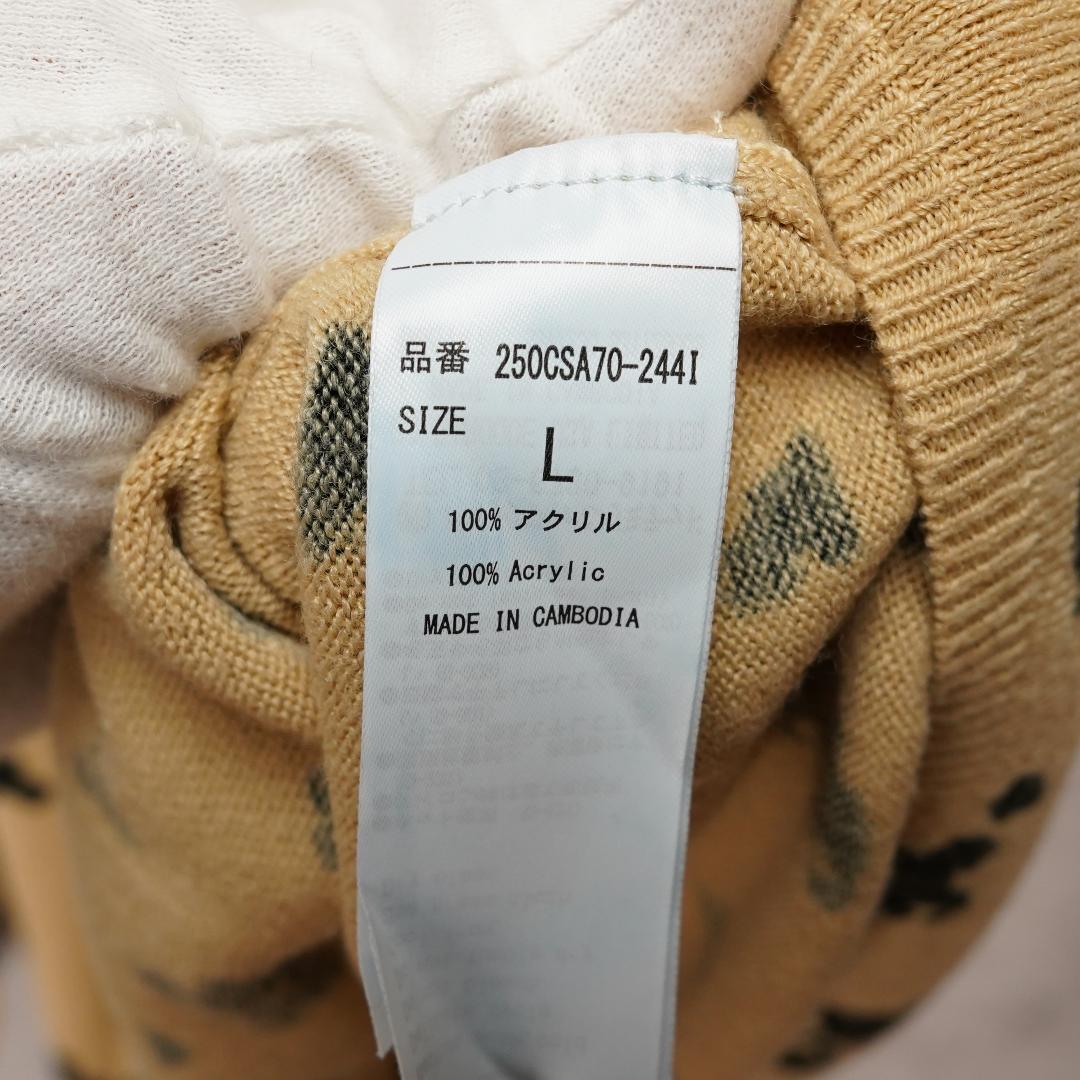 品番 250CSA70-244I
SIZE
L
100% アクリル
100% Acrylic
MADE IN CAMBODIA